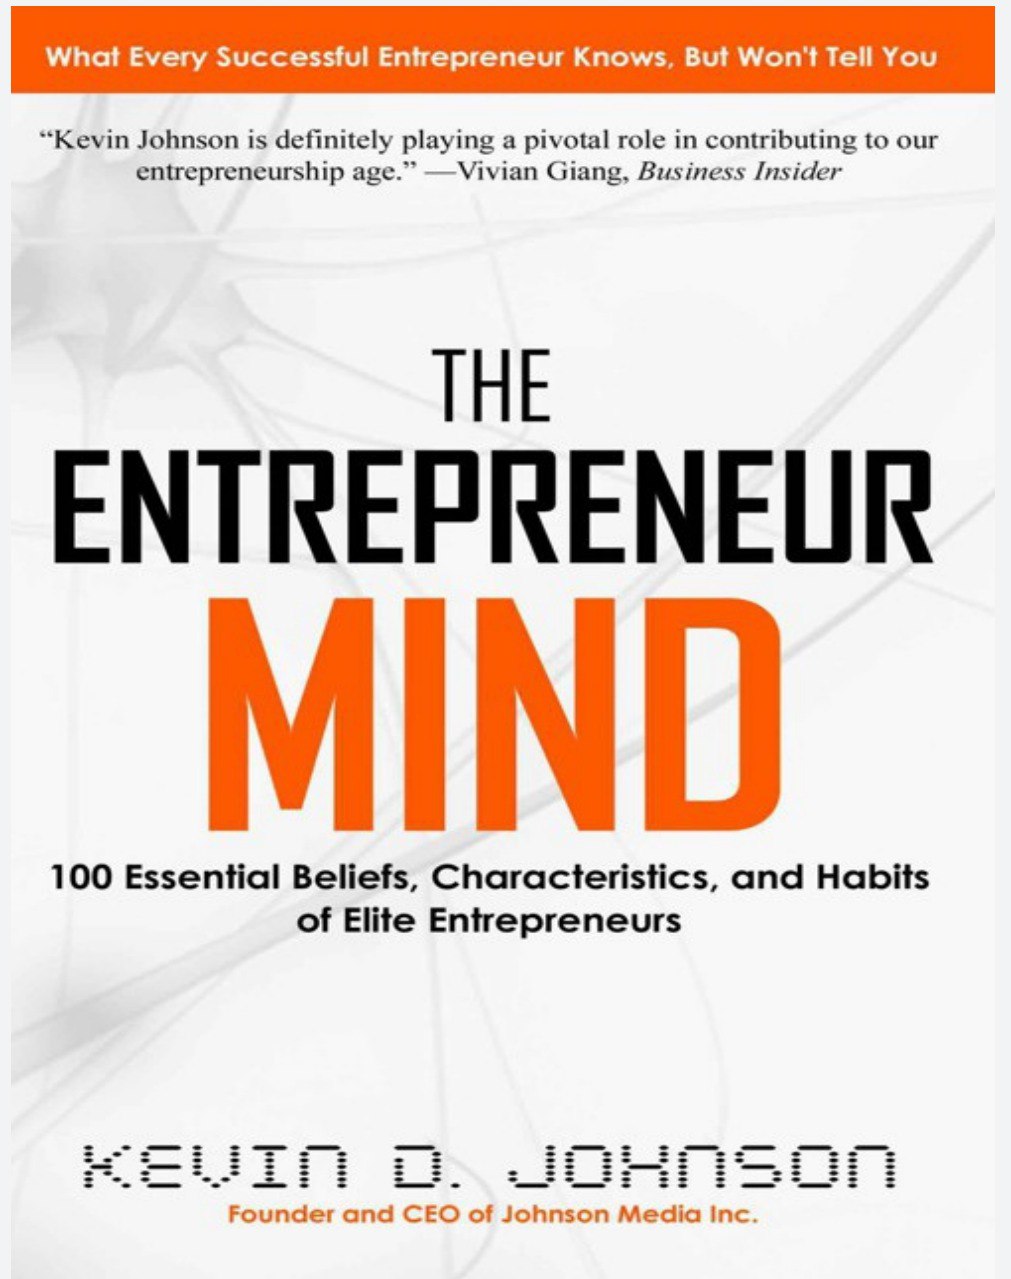 What Every Successful Entrepreneur Knows, But Won't Tell You
“Kevin Johnson is definitely playing a pivotal role in contributing to our
entrepreneurship age.” —Vivian Giang, Business Insider
THE
ENTREPRENEUR
MIND
100 Essential Beliefs, Characteristics, and Habits
of Elite Entrepreneurs
KEVIN D. JOHNSON
Founder and CEO of Johnson Media Inc.